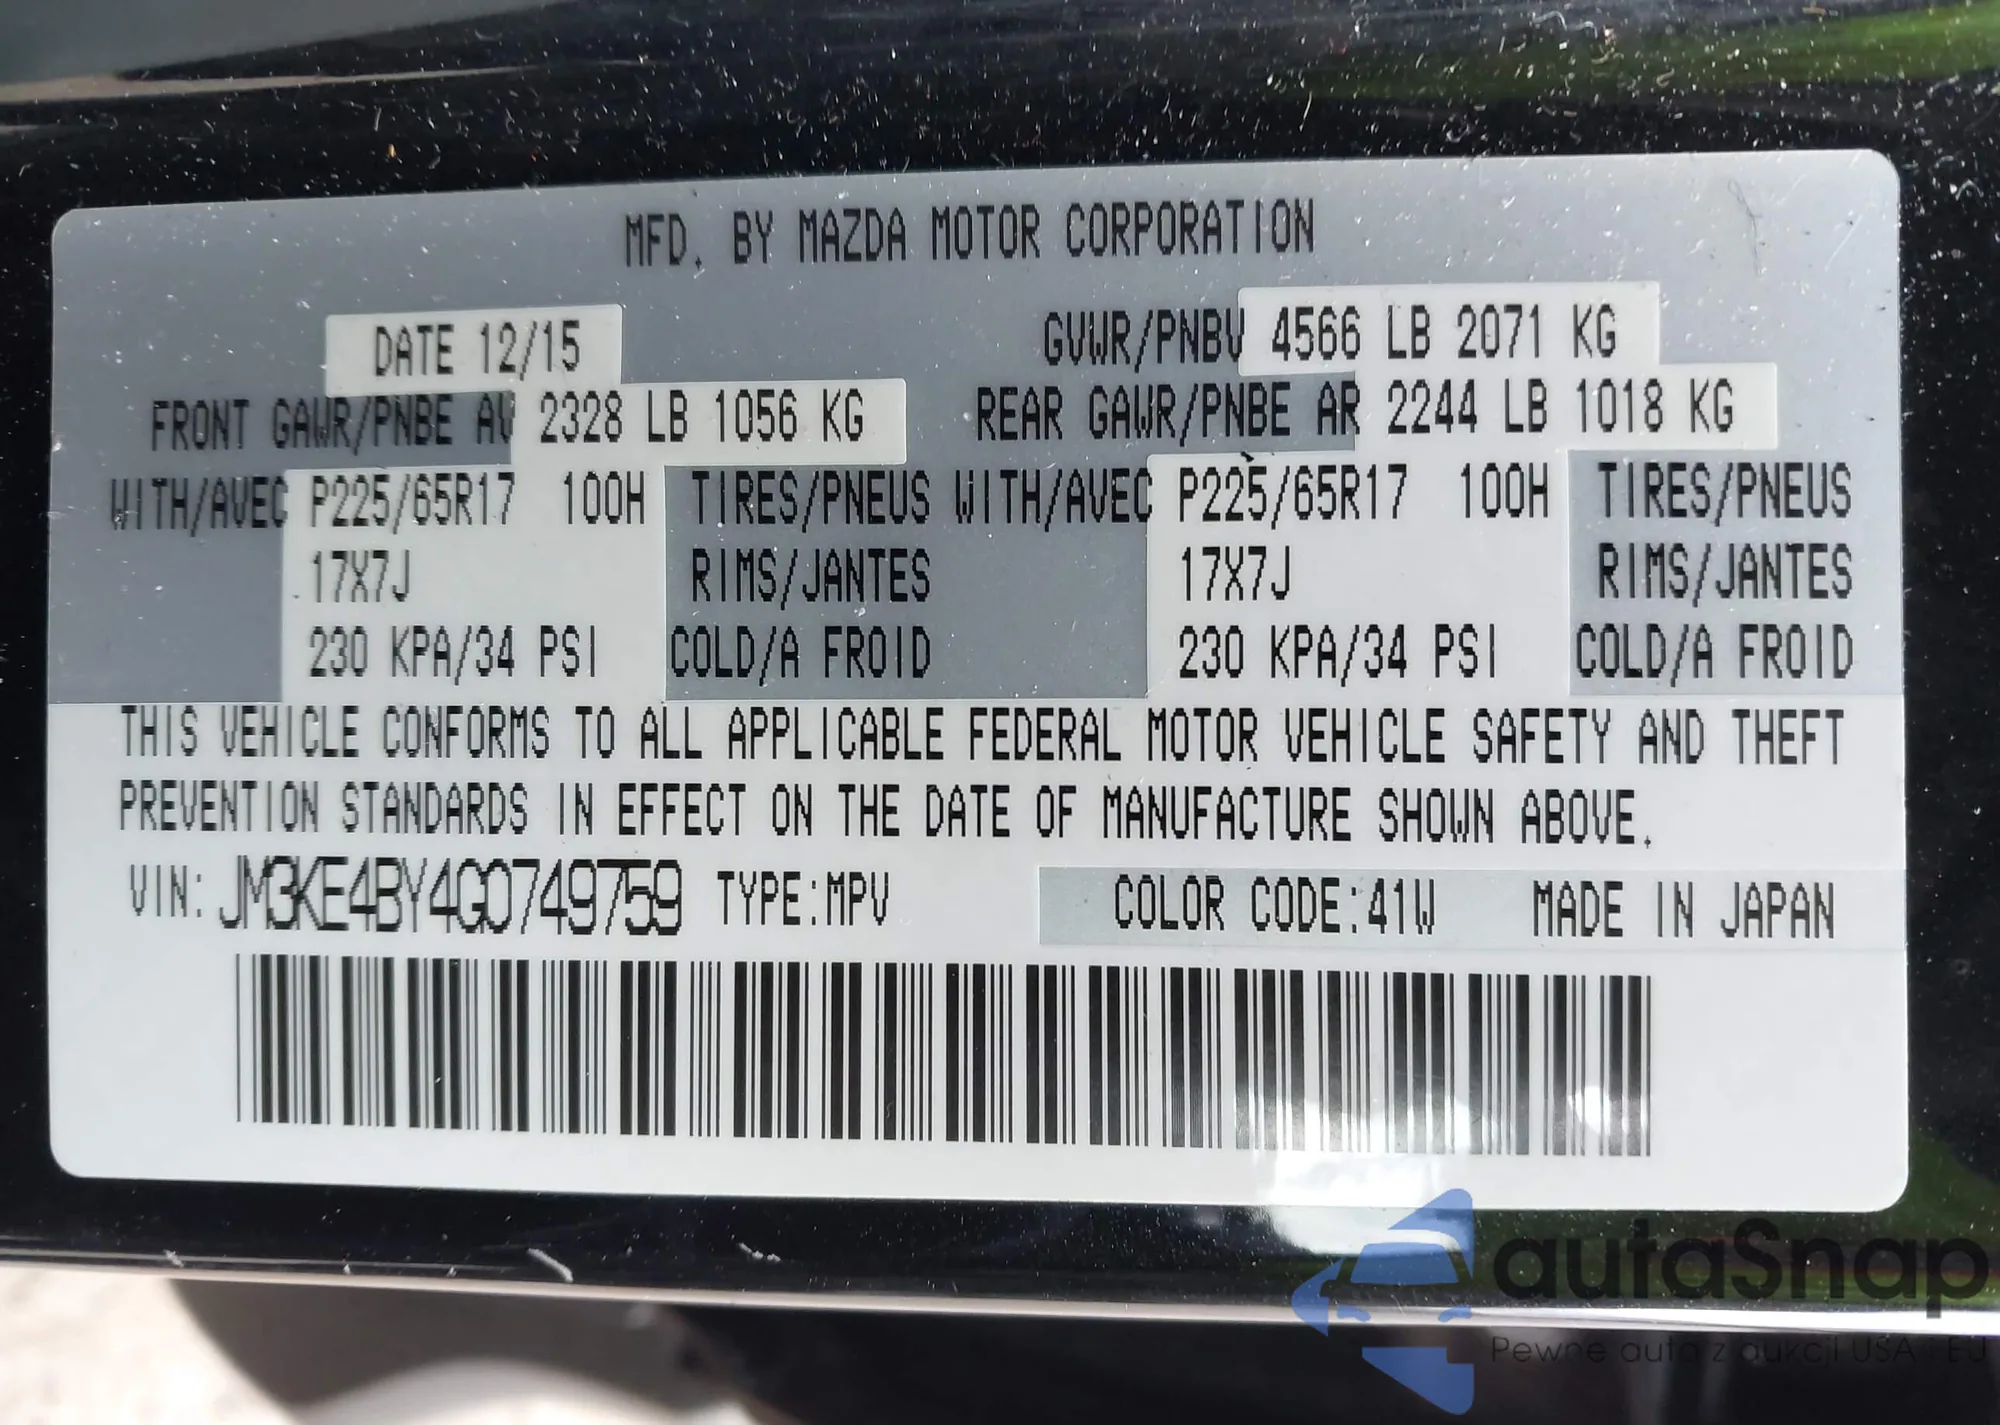 MFD. BY MAZDA MOTOR CORPORATION
DATE 12/15 GVWR/PNBV 4566 LB 2071 KG
FRONT GAWR/PNBE AV 2328 LB 1056 KG REAR GAWR/PNBE AR 2244 LB 1018 KG
WITH/AVEC P225/65R17 100H TIRES/PNEUS WITH/AVEC P225/65R17 100H TIRES/PNEUS
17X7J RIMS/JANTES 17X7J RIMS/JANTES
230 KPA/34 PSI COLD/A FROID 230 KPA/34 PSI COLD/A FROID
THIS VEHICLE CONFORMS TO ALL APPLICABLE FEDERAL MOTOR VEHICLE SAFETY AND THEFT
PREVENTION STANDARDS IN EFFECT ON THE DATE OF MANUFACTURE SHOWN ABOVE.
VIN: JM3KE4BY4G0749759 TYPE:MPV COLOR CODE:41W MADE IN JAPAN
autaSnap
Pewne auta z aukcji USA i EU